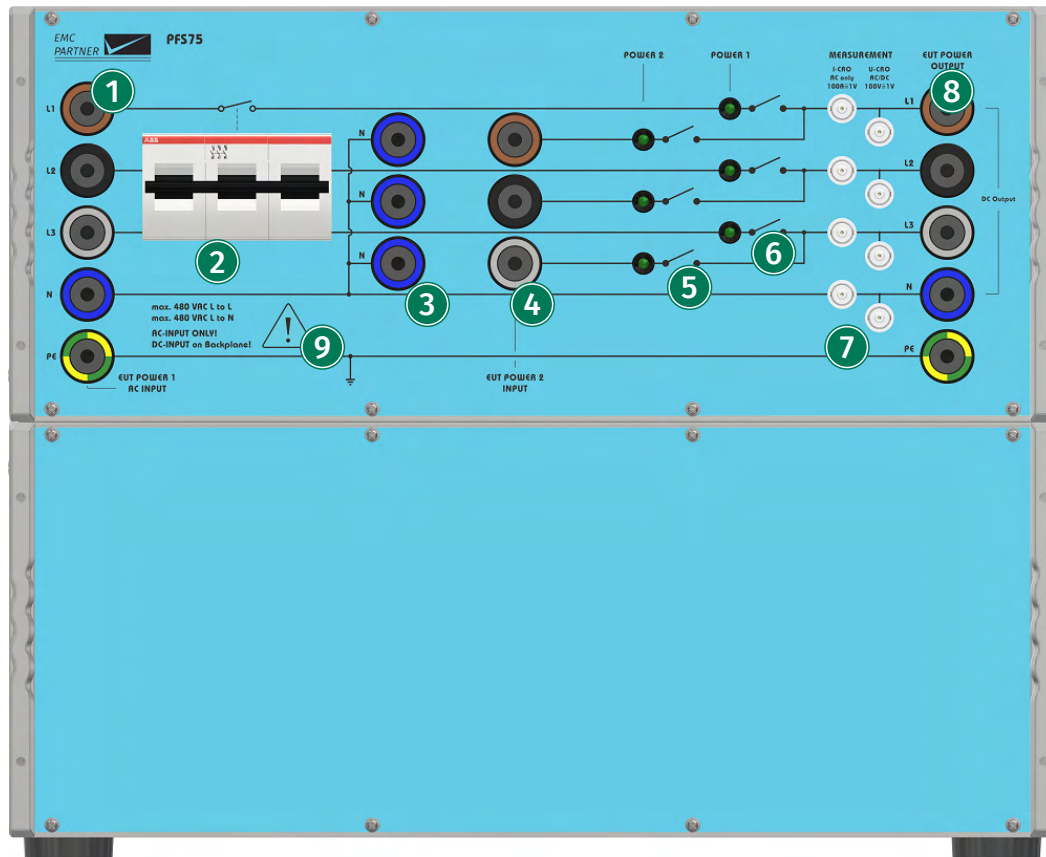 EMC
PARTNER
PFS75
POWER 2
POWER 1
MEASUREMENT
I-CRO
AC only
100A≙1V
U-CRO
AC/DC
100V≙1V
EUT POWER
OUTPUT
1
8
L1
L1
ABB
N
L2
L2
N
DC Output
L3
L3
2
6
N
5
3
4
N
N
max. 480 VAC L to L
max. 480 VAC L to N
AC-INPUT ONLY!
DC-INPUT on Backplane!
!
9
7
PE
PE
EUT POWER 1
AC INPUT
EUT POWER 2
INPUT